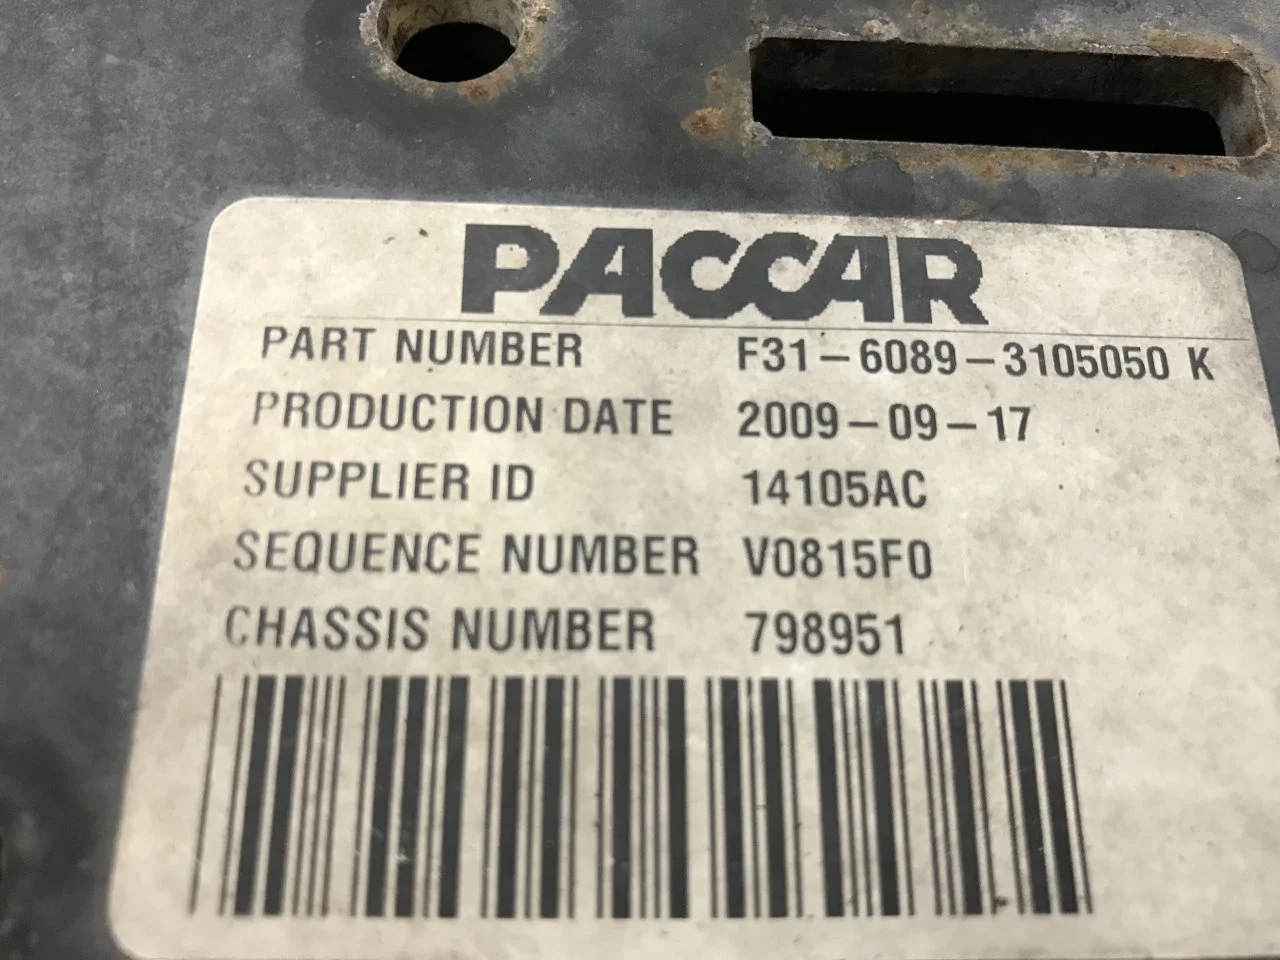 PACCAR
PART NUMBER F31-6089-3105050 K
PRODUCTION DATE 2009-09-17
SUPPLIER ID 14105AC
SEQUENCE NUMBER V0815F0
CHASSIS NUMBER 798951